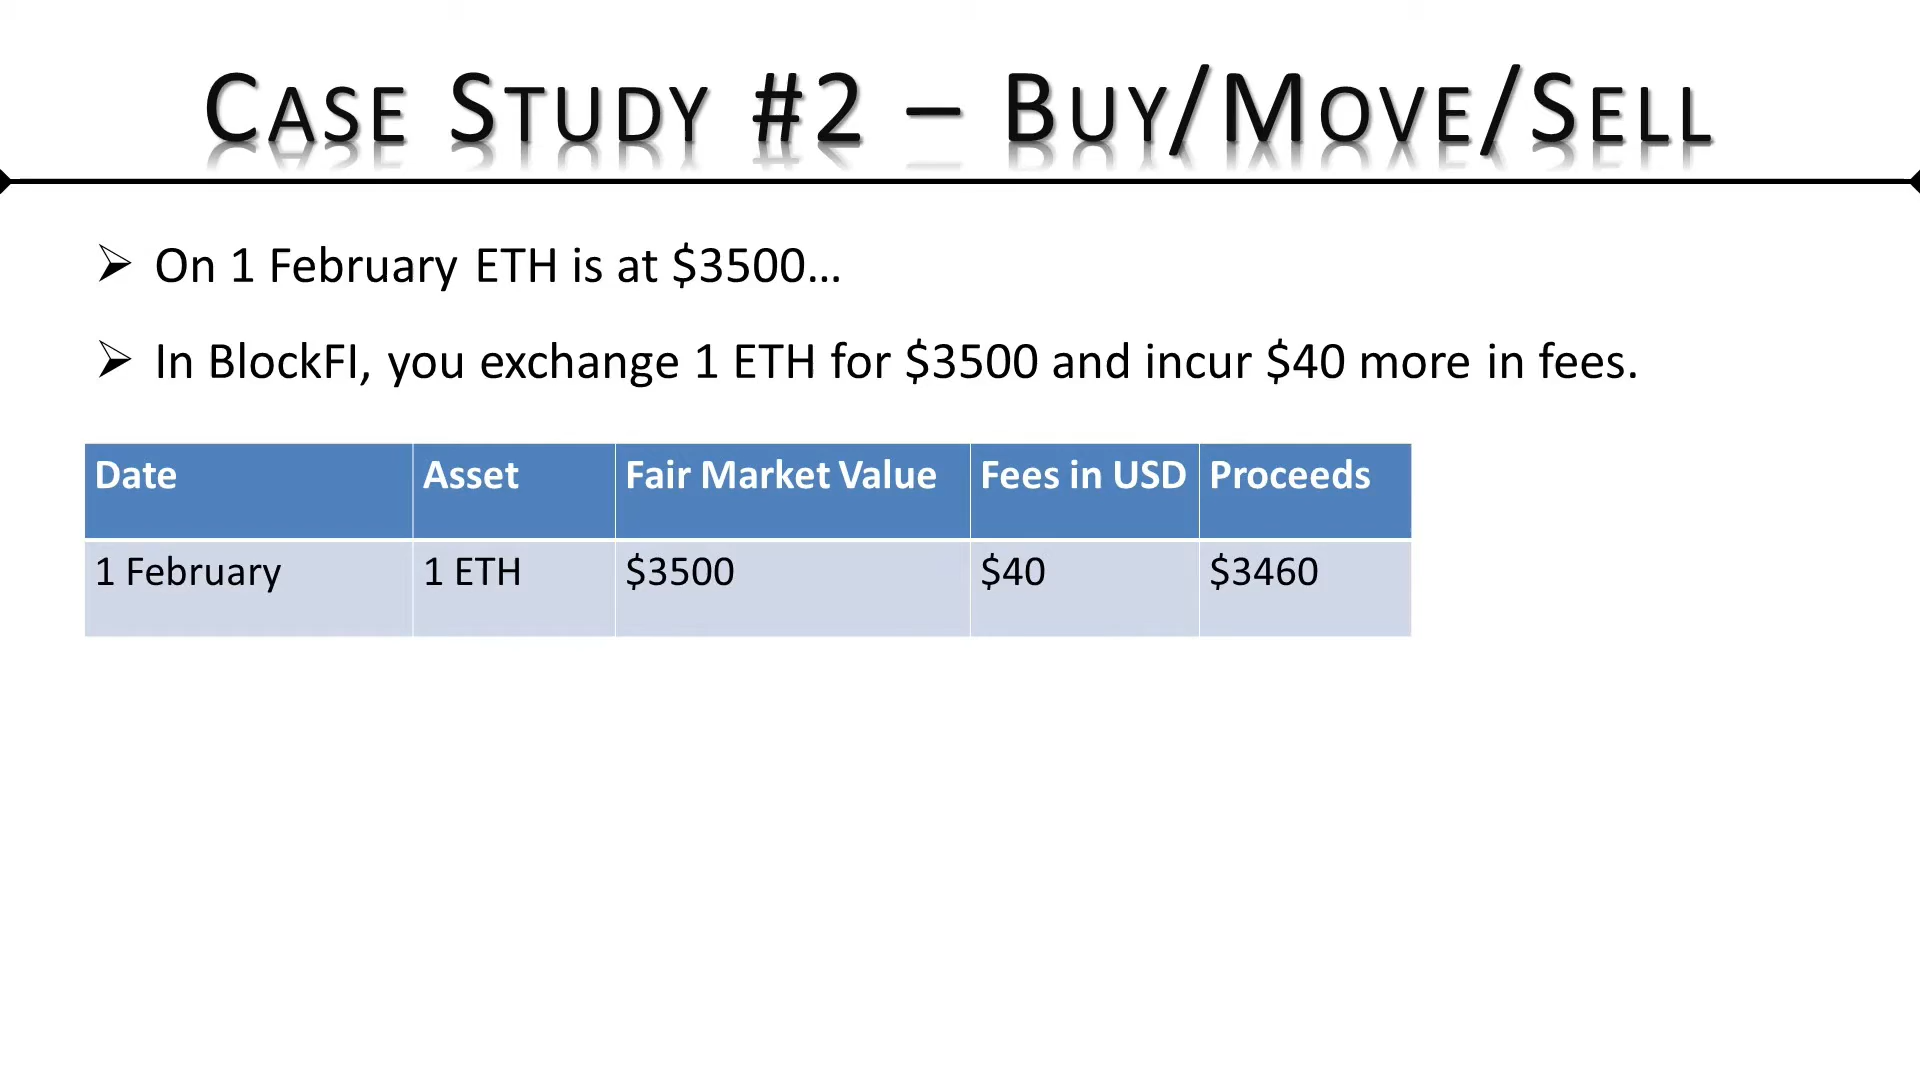 CASE STUDY #2 – BUY/MOVE/SELL
On 1 February ETH is at $3500…
In BlockFI, you exchange 1 ETH for $3500 and incur $40 more in fees.
Date Asset Fair Market Value Fees in USD Proceeds
1 February 1 ETH $3500 $40 $3460